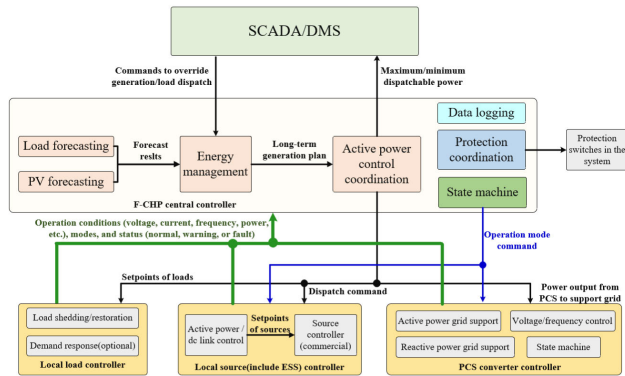 SCADA/DMS
Commands to override
generation/load dispatch
Maximum/minimum
dispatchable power
Load forecasting
PV forecasting
Forecast
reslts
Energy
management
Long-term
generation plan
Active power
control
coordination
Data logging
Protection
coordination
State machine
Protection
switches in the
system
F-CHP central controller
Operation conditions (voltage, current, frequency, power,
etc.), modes, and status (normal, warning, or fault)
Operation mode
command
Setpoints of loads
Dispatch command
Power output from
PCS to support grid
Load shedding/restoration
Demand response(optional)
Local load controller
Active power /
dc link control
Setpoints
of sources
Source
controller
(commercial)
Local source(include ESS) controller
Active power grid support
Voltage/frequency control
Reactive power grid support
State machine
PCS converter controller